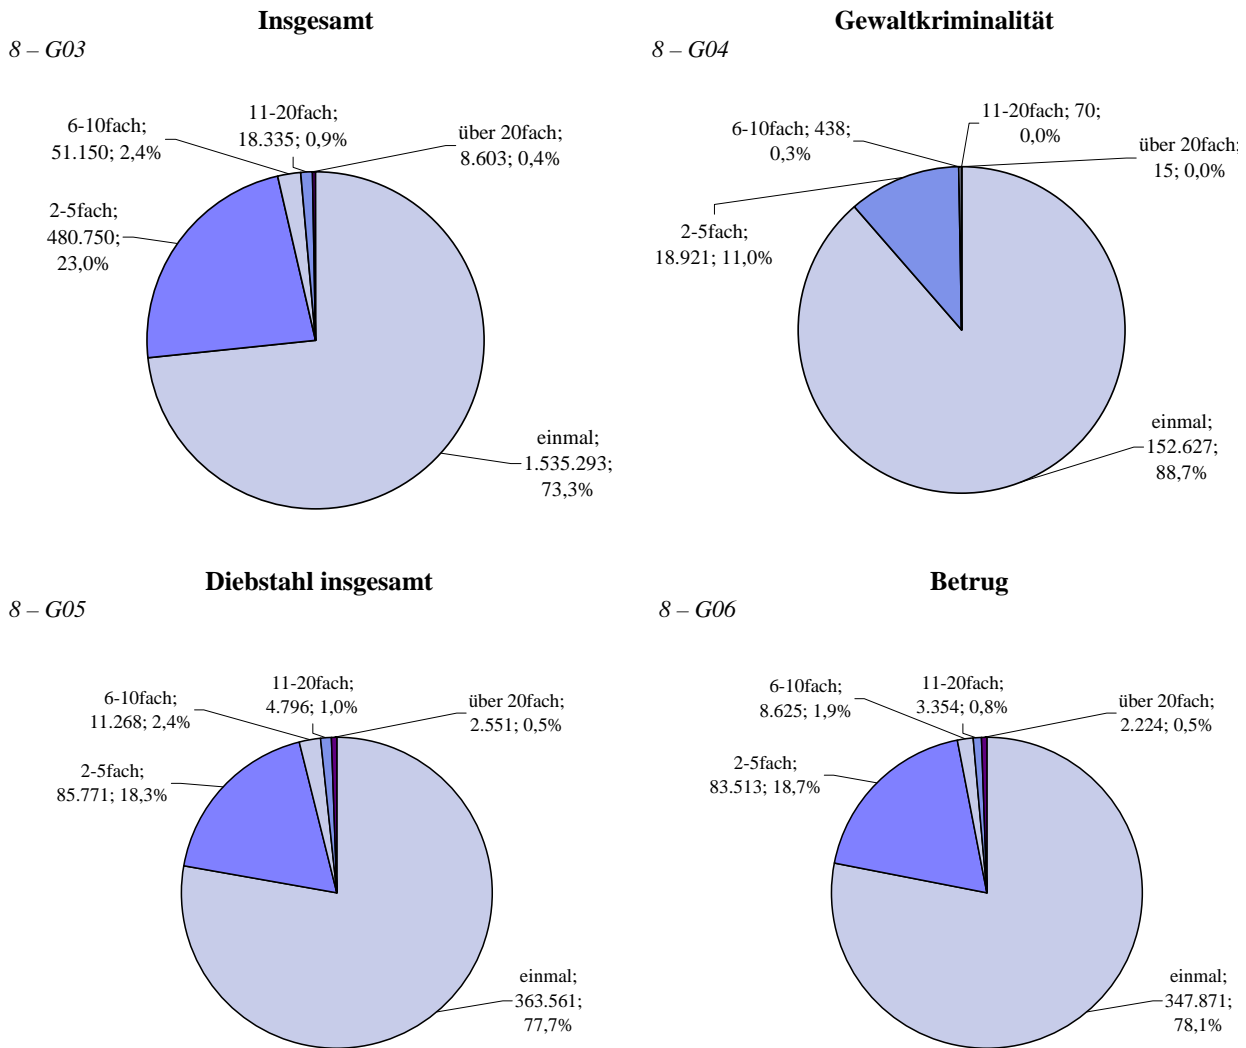 Insgesamt
8 – G03
6-10fach;
51.150; 2,4%
11-20fach;
18.335; 0,9%
über 20fach;
8.603; 0,4%
2-5fach;
480.750;
23,0%
einmal;
1.535.293;
73,3%
Gewaltkriminalität
8 – G04
6-10fach; 438;
0,3%
11-20fach; 70;
0,0%
über 20fach;
15; 0,0%
2-5fach;
18.921; 11,0%
einmal;
152.627;
88,7%
Diebstahl insgesamt
8 – G05
6-10fach;
11.268; 2,4%
11-20fach;
4.796; 1,0%
über 20fach;
2.551; 0,5%
2-5fach;
85.771; 18,3%
einmal;
363.561;
77,7%
Betrug
8 – G06
6-10fach;
8.625; 1,9%
11-20fach;
3.354; 0,8%
über 20fach;
2.224; 0,5%
2-5fach;
83.513; 18,7%
einmal;
347.871;
78,1%